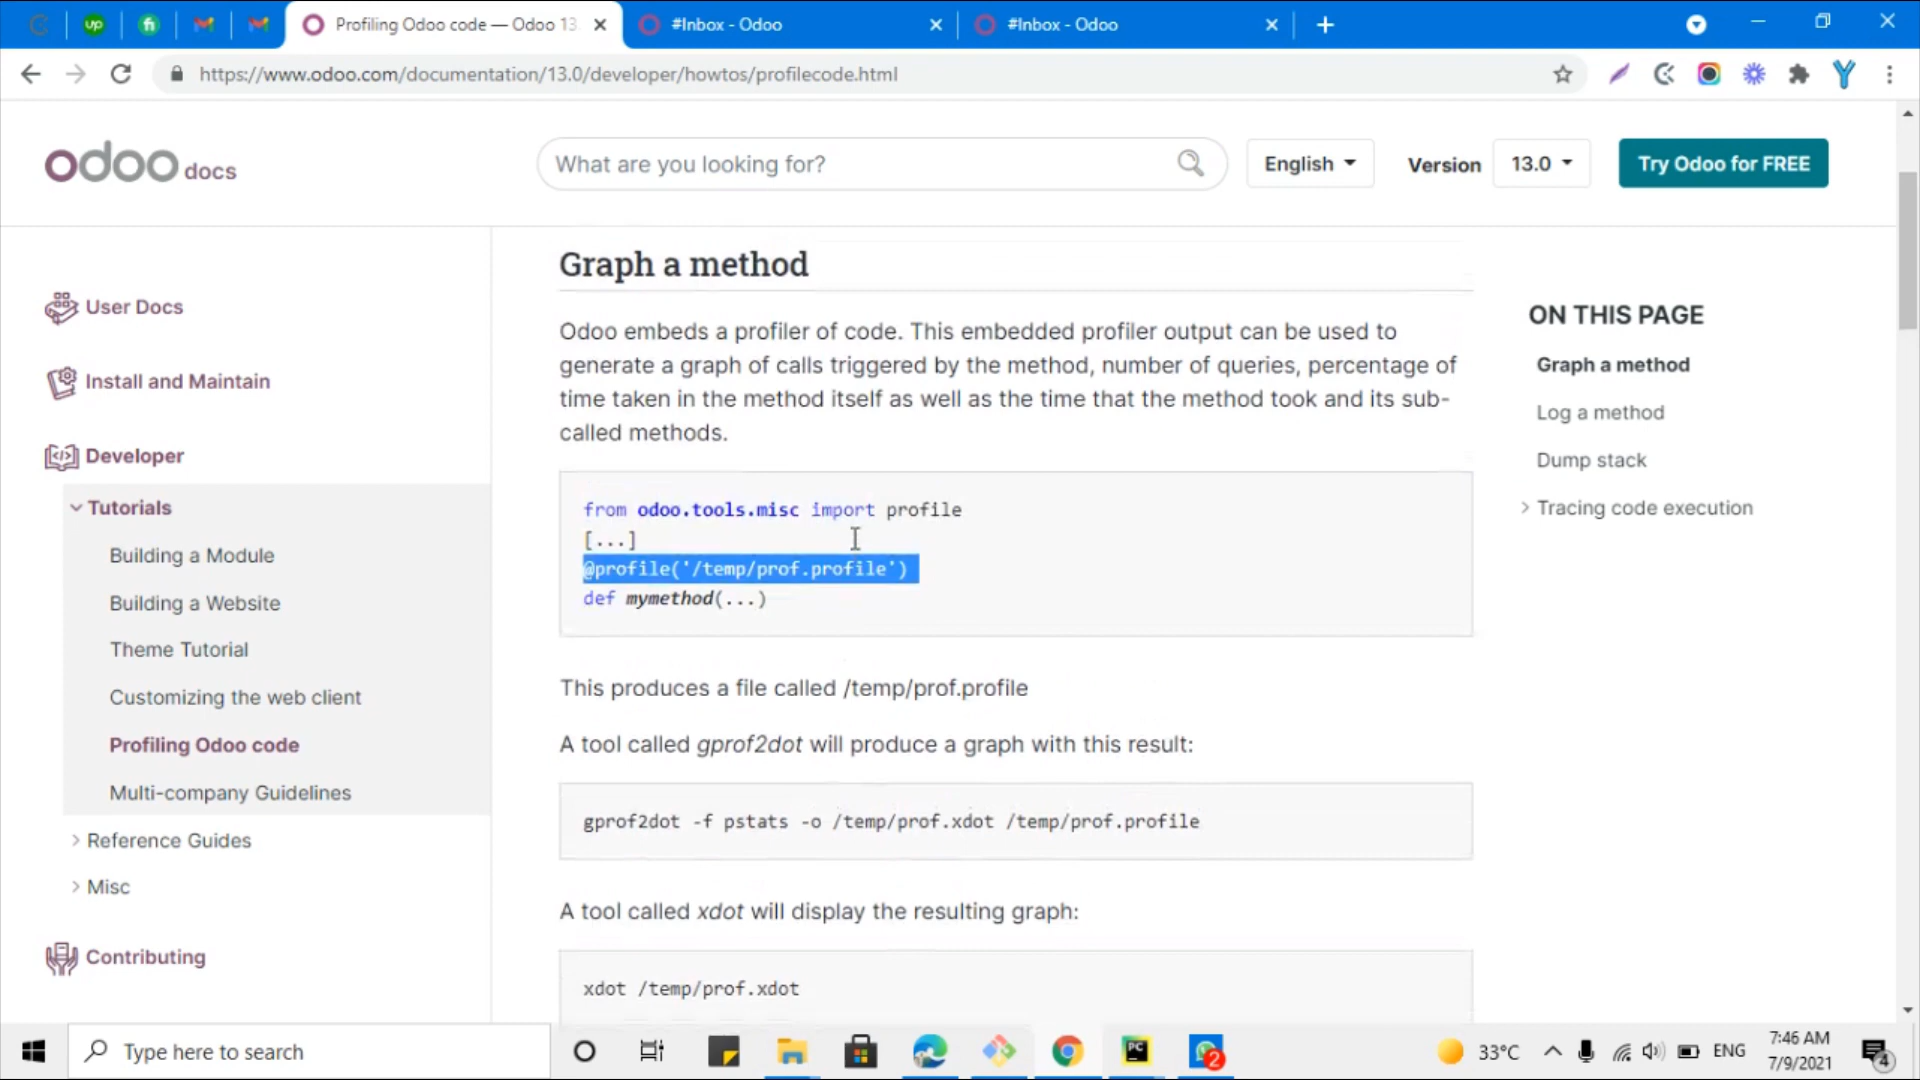 up
fi
Profiling Odoo code — Odoo 13.
#Inbox - Odoo
#Inbox - Odoo
https://www.odoo.com/documentation/13.0/developer/howtos/profilecode.html
odoo docs
What are you looking for?
English
Version
13.0
Try Odoo for FREE
User Docs
Install and Maintain
Developer
Tutorials
Building a Module
Building a Website
Theme Tutorial
Customizing the web client
Profiling Odoo code
Multi-company Guidelines
Reference Guides
Misc
Contributing
Graph a method
Odoo embeds a profiler of code. This embedded profiler output can be used to
generate a graph of calls triggered by the method, number of queries, percentage of
time taken in the method itself as well as the time that the method took and its sub-
called methods.
from odoo.tools.misc import profile
[...]
@profile('/temp/prof.profile')
def mymethod(...)
This produces a file called /temp/prof.profile
A tool called gprof2dot will produce a graph with this result:
gprof2dot -f pstats -o /temp/prof.xdot /temp/prof.profile
A tool called xdot will display the resulting graph:
xdot /temp/prof.xdot
ON THIS PAGE
Graph a method
Log a method
Dump stack
Tracing code execution
Type here to search
PC
2
33°C
ENG
7:46 AM
7/9/2021
4